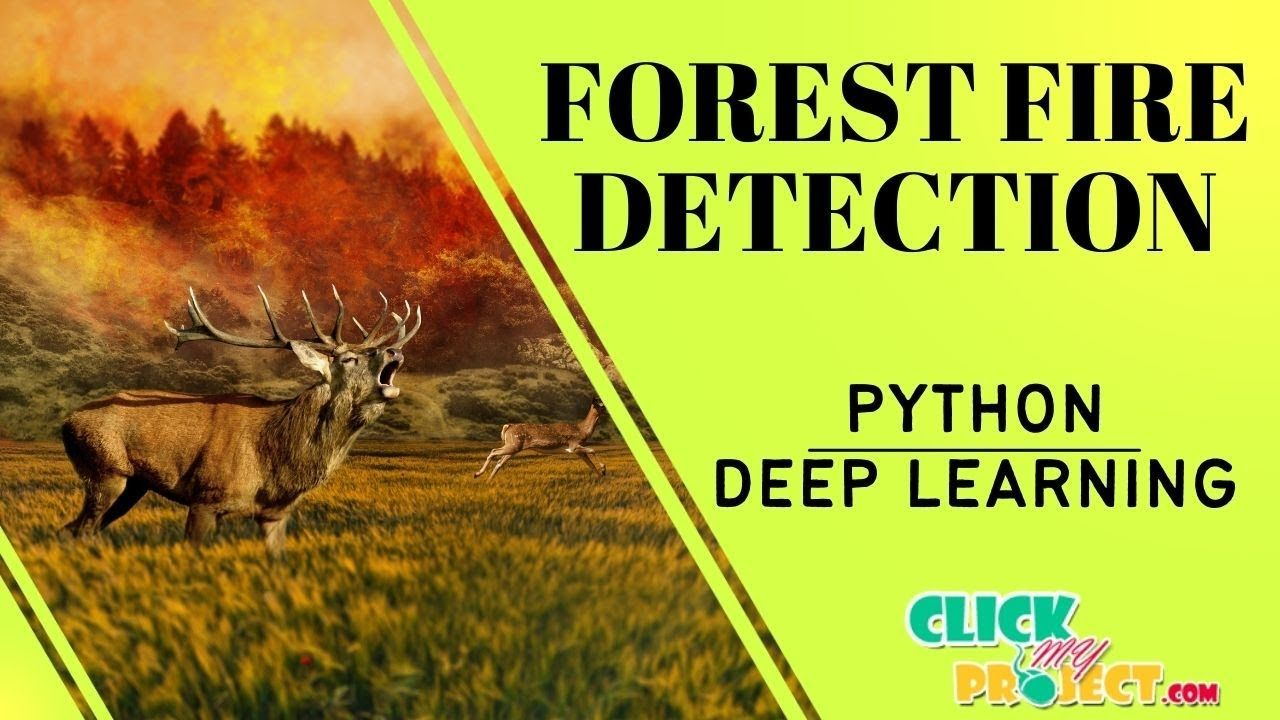 FOREST FIRE
DETECTION
PYTHON
DEEP LEARNING
CLICK
MY
PROJECT.COM